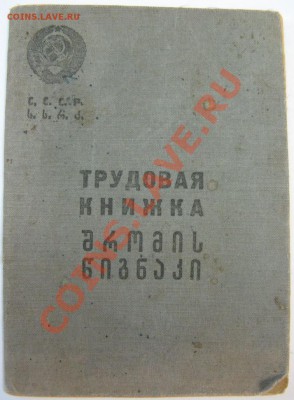 COINS.LAVE.RU
С. С. С. Р.
ს. ს. რ. კ.
ТРУДОВАЯ
КНИЖКА
შრომის
წიგნაკი
COINS.LAVE.RU